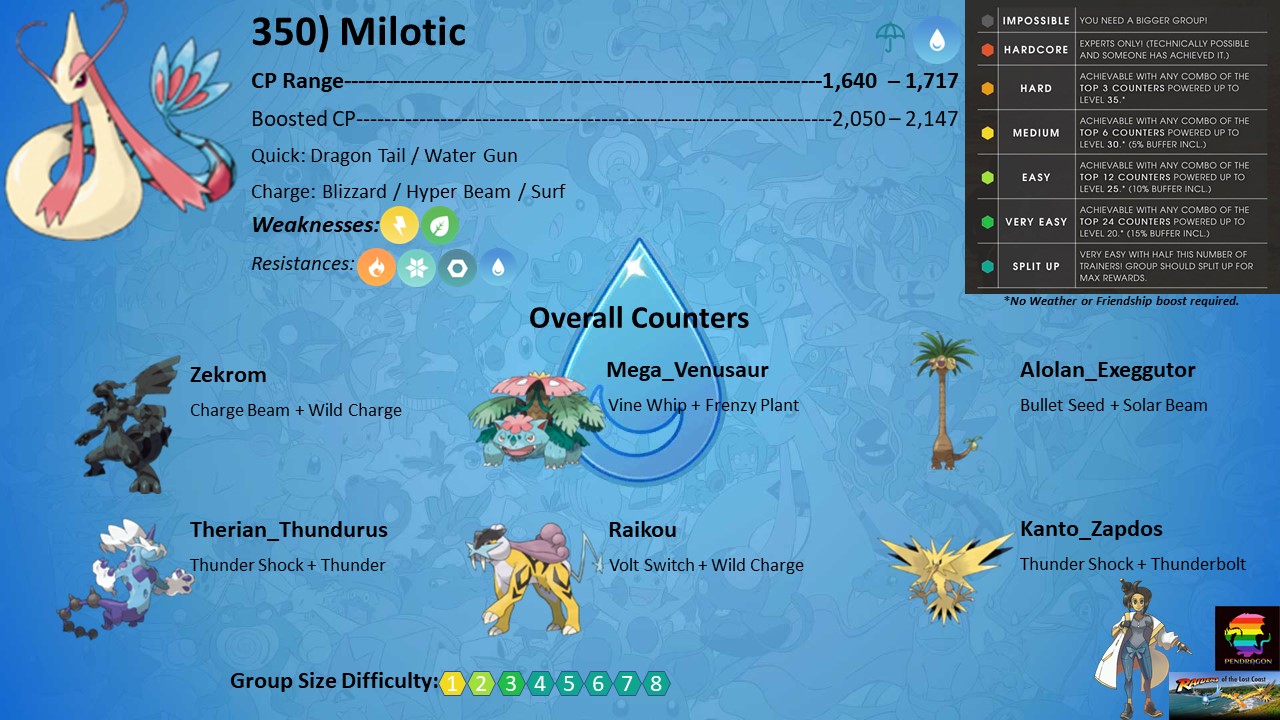 350) Milotic
CP Range----------------------------------------------------------------------1,640 – 1,717
Boosted CP----------------------------------------------------------------------2,050 – 2,147
Quick: Dragon Tail / Water Gun
Charge: Blizzard / Hyper Beam / Surf
Weaknesses:
Resistances:
IMPOSSIBLE YOU NEED A BIGGER GROUP!
HARDCORE EXPERTS ONLY! (TECHNICALLY POSSIBLE
AND SOMEONE HAS ACHIEVED IT.)
HARD ACHIEVABLE WITH ANY COMBO OF THE
TOP 3 COUNTERS POWERED UP TO
LEVEL 35.*
MEDIUM ACHIEVABLE WITH ANY COMBO OF THE
TOP 6 COUNTERS POWERED UP TO
LEVEL 30.* (5% BUFFER INCL.)
EASY ACHIEVABLE WITH ANY COMBO OF THE
TOP 12 COUNTERS POWERED UP TO
LEVEL 25.* (10% BUFFER INCL.)
VERY EASY ACHIEVABLE WITH ANY COMBO OF THE
TOP 24 COUNTERS POWERED UP TO
LEVEL 20.* (15% BUFFER INCL.)
SPLIT UP VERY EASY WITH HALF THIS NUMBER OF
TRAINERS! GROUP SHOULD SPLIT UP FOR
MAX REWARDS.
*No Weather or Friendship boost required.
Overall Counters
Zekrom
Charge Beam + Wild Charge
Mega_Venusaur
Vine Whip + Frenzy Plant
Alolan_Exeggutor
Bullet Seed + Solar Beam
Therian_Thundurus
Thunder Shock + Thunder
Raikou
Volt Switch + Wild Charge
Kanto_Zapdos
Thunder Shock + Thunderbolt
PENDRAGON
RAIDERS of the Lost Coast
Group Size Difficulty: 1 2 3 4 5 6 7 8